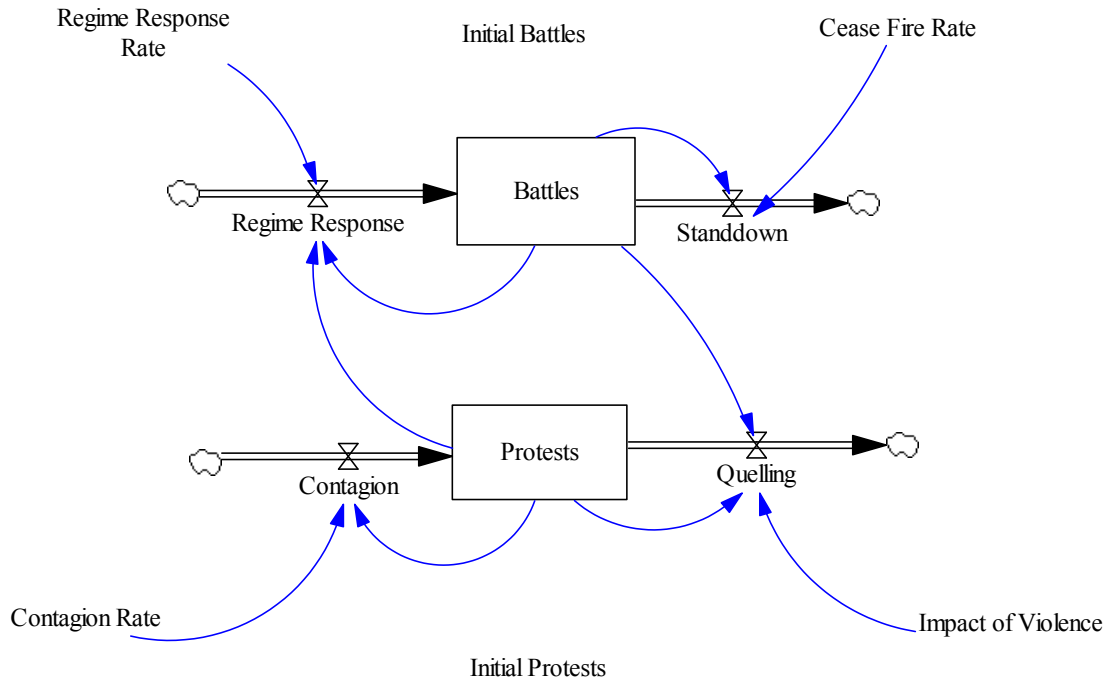 Regime Response
Rate
Initial Battles
Cease Fire Rate
Battles
Regime Response
Standdown
Protests
Contagion
Quelling
Contagion Rate
Impact of Violence
Initial Protests